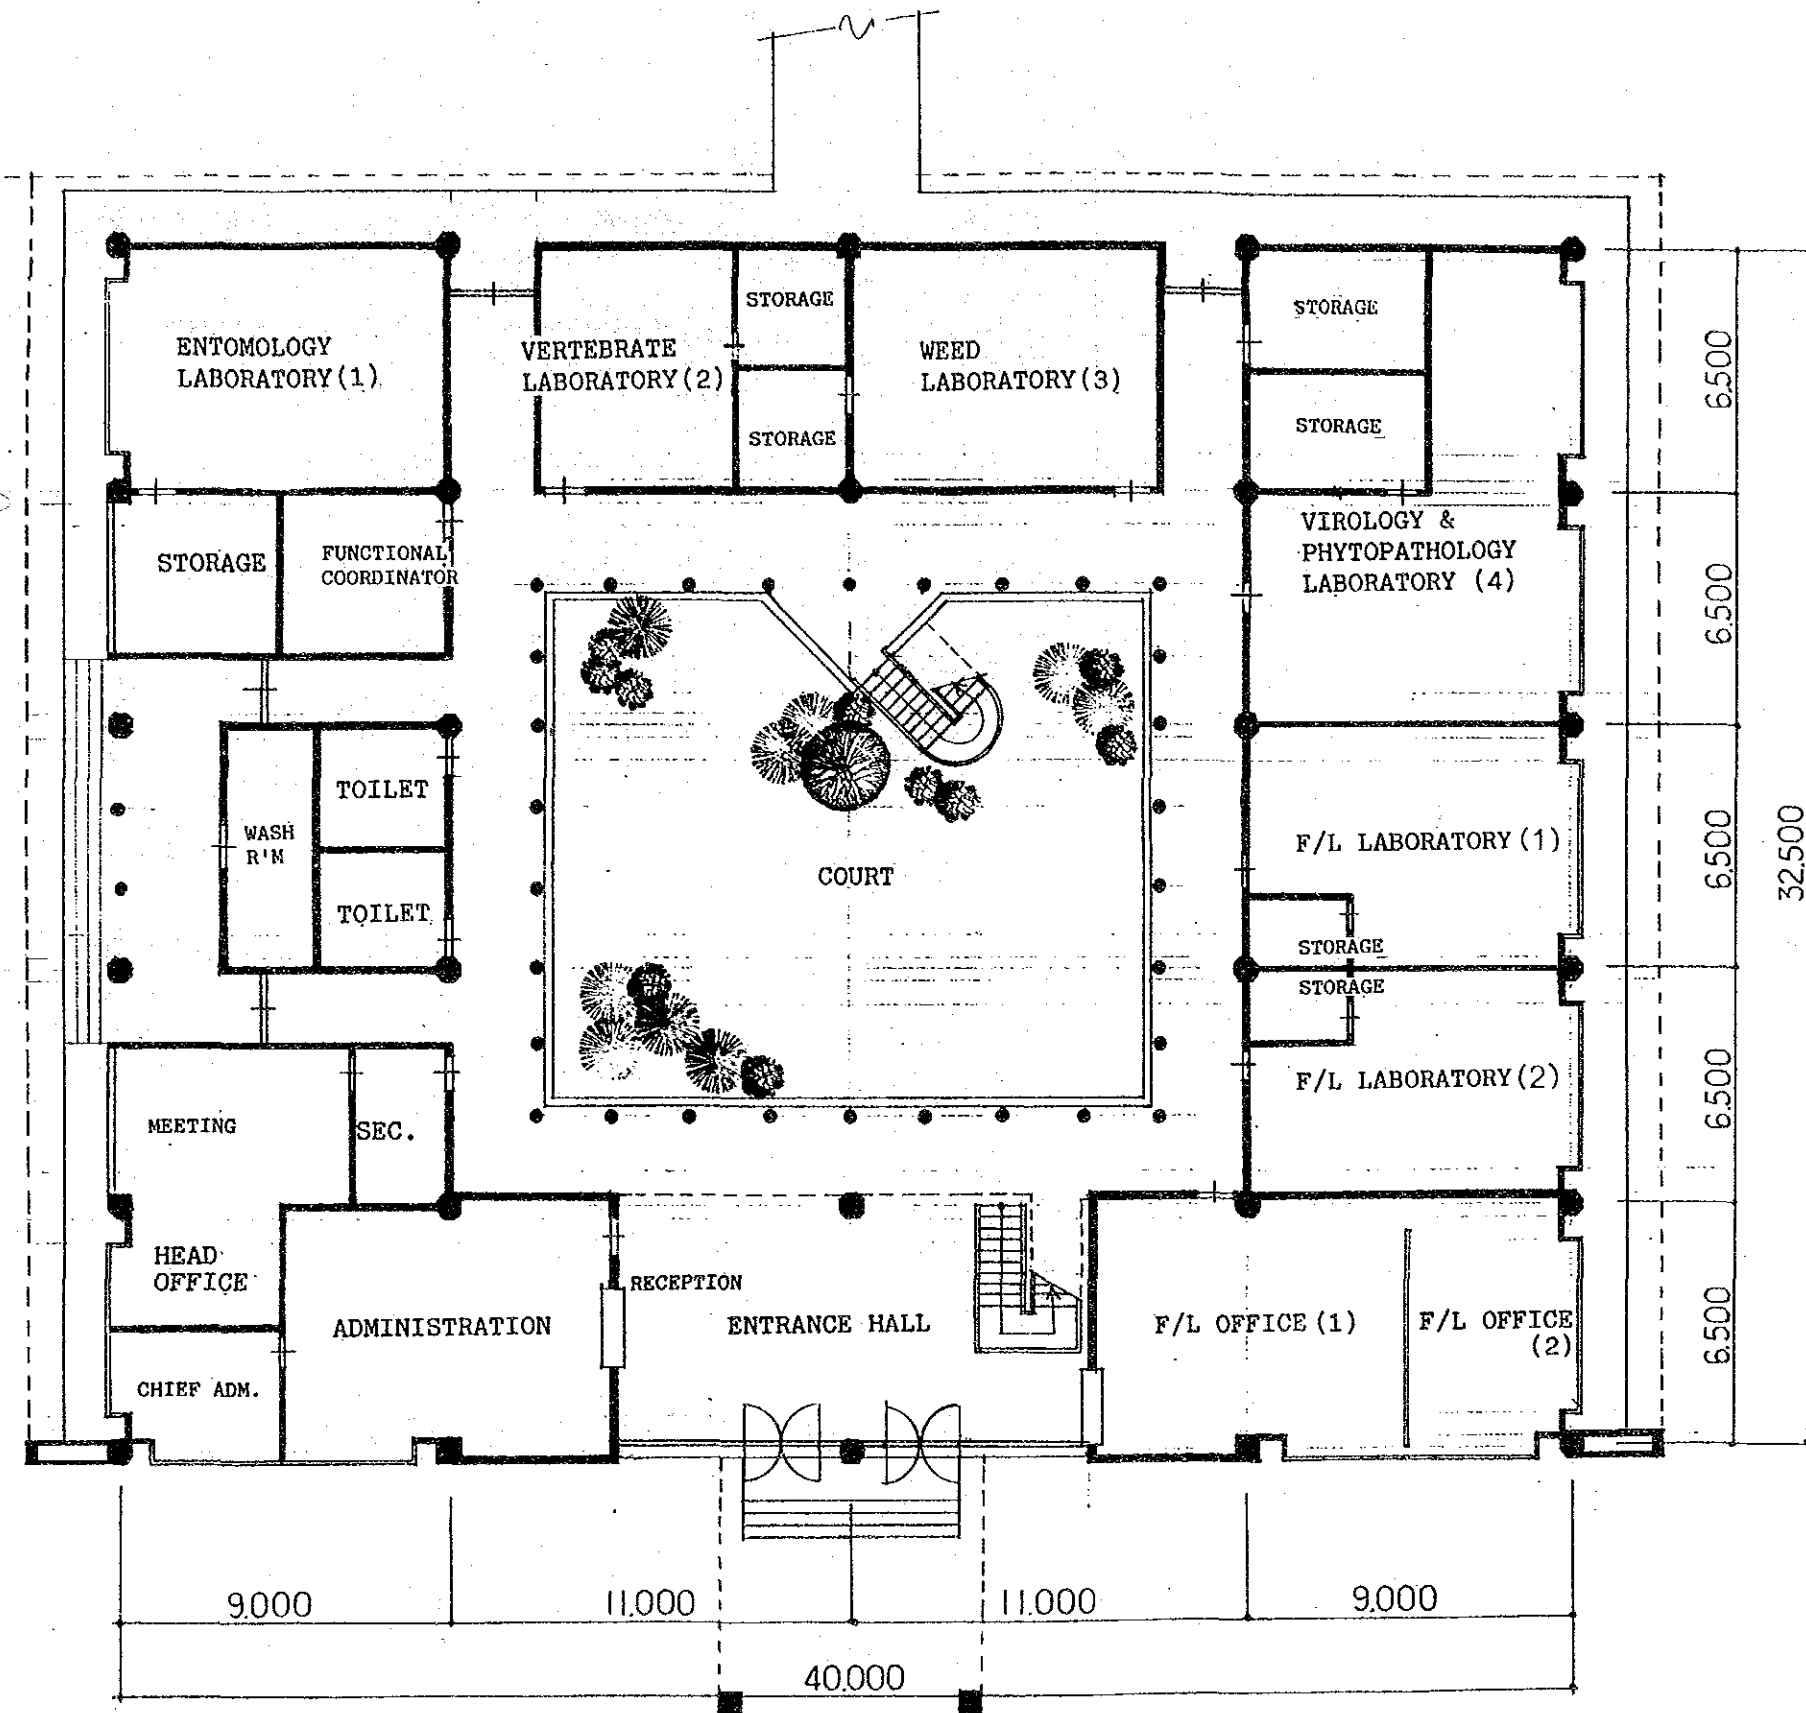 STORAGE
STORAGE
ENTOMOLOGY
LABORATORY(1)
VERTEBRATE
LABORATORY(2)
WEED
LABORATORY(3)
6.500
STORAGE
STORAGE
VIROLOGY &
PHYTOPATHOLOGY
LABORATORY (4)
STORAGE
FUNCTIONAL
COORDINATOR
6.500
TOILET
WASH
R'M
COURT
F/L LABORATORY(1)
6.500
32.500
TOILET
STORAGE
STORAGE
F/L LABORATORY(2)
6.500
MEETING
SEC.
HEAD
OFFICE
RECEPTION
ADMINISTRATION
ENTRANCE HALL
F/L OFFICE(1)
F/L OFFICE
(2)
6.500
CHIEF ADM.
9.000
11.000
11.000
9.000
40.000